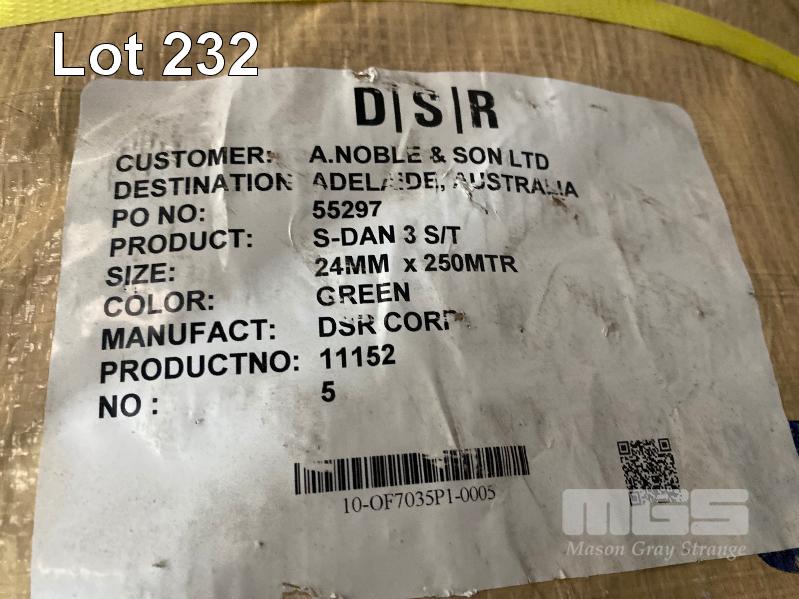 Lot 232
D|S|R
CUSTOMER: A.NOBLE & SON LTD
DESTINATION ADELAIDE, AUSTRALIA
PO NO: 55297
PRODUCT: S-DAN 3 S/T
SIZE: 24MM x 250MTR
COLOR: GREEN
MANUFACT: DSR CORP
PRODUCTNO: 11152
NO : 5
10-OF7035P1-0005
MGS
Mason Gray Strange